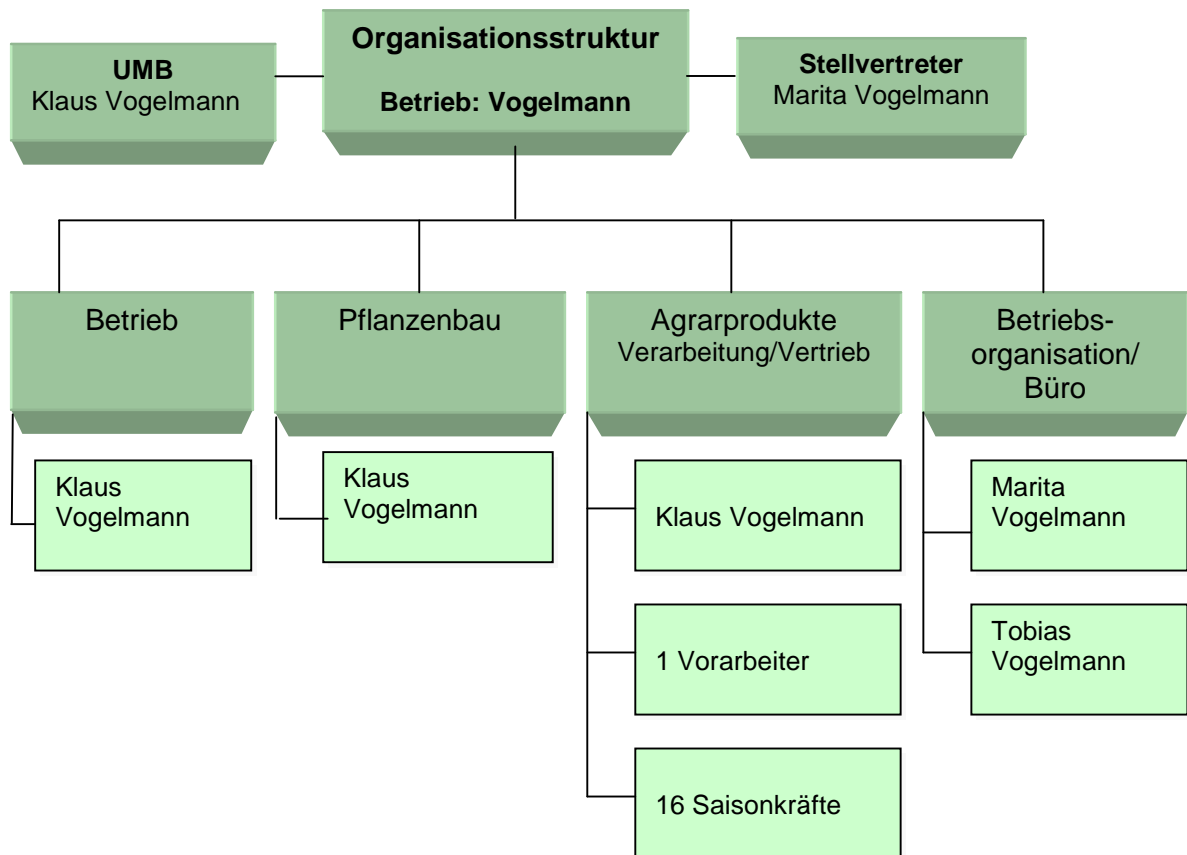 Organisationsstruktur
Betrieb: Vogelmann
UMB
Klaus Vogelmann
Stellvertreter
Marita Vogelmann
Betrieb
Klaus
Vogelmann
Pflanzenbau
Klaus
Vogelmann
Agrarprodukte
Verarbeitung/Vertrieb
Klaus Vogelmann
1 Vorarbeiter
16 Saisonkräfte
Betriebs-
organisation/
Büro
Marita
Vogelmann
Tobias
Vogelmann